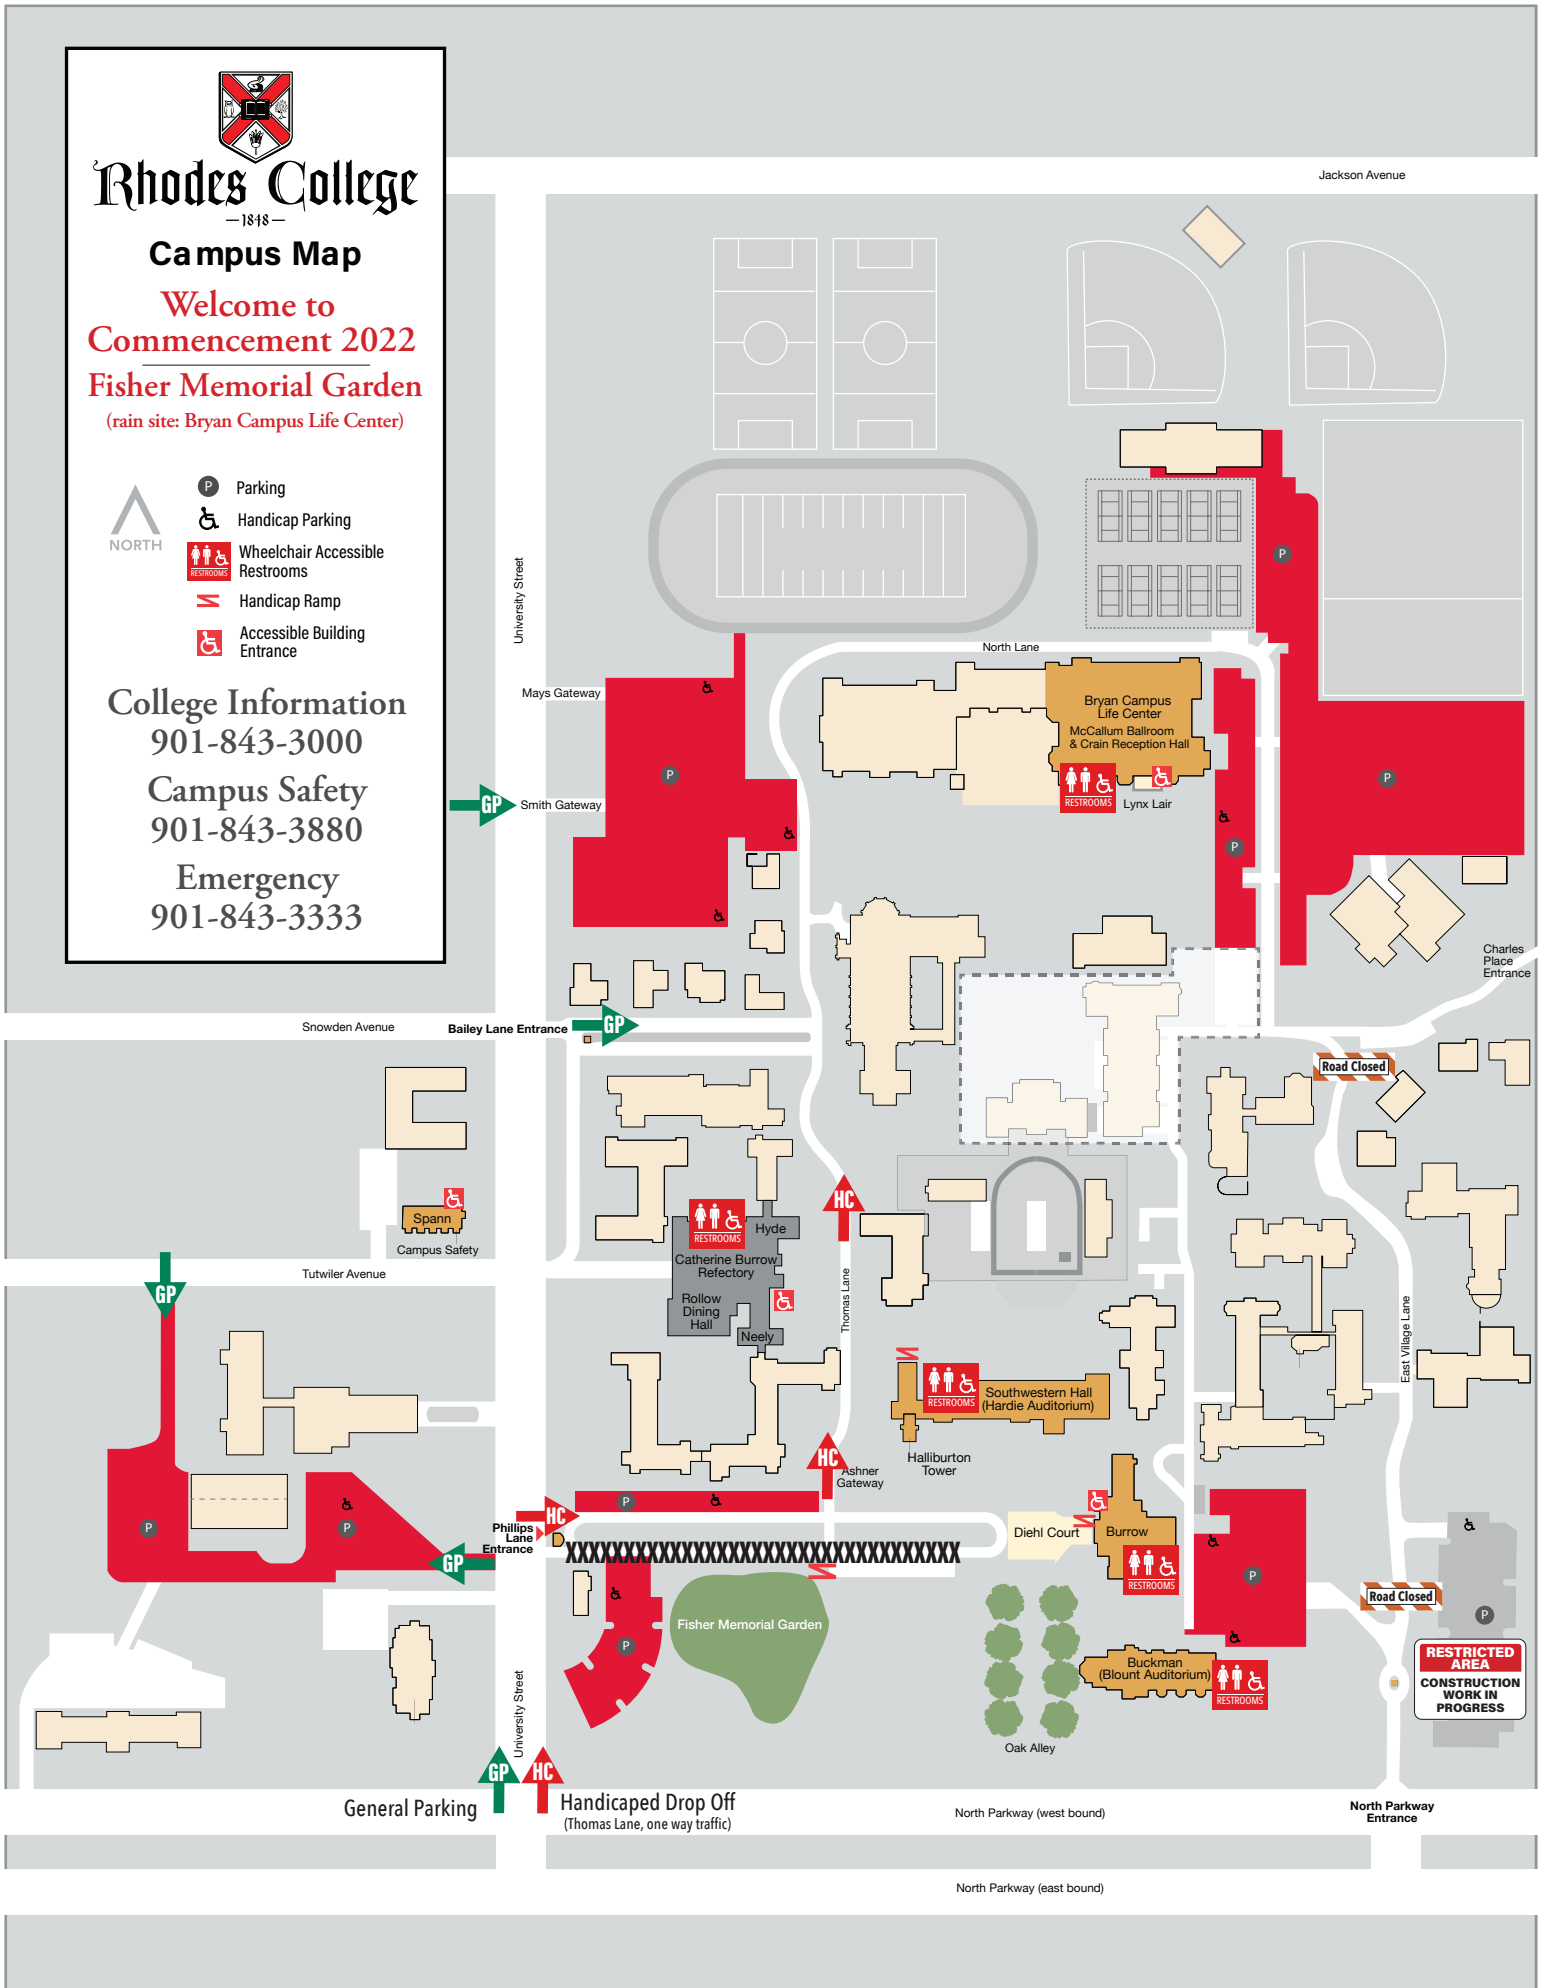 Rhodes College
—1848—
Campus Map
Welcome to
Commencement 2022
Fisher Memorial Garden
(rain site: Bryan Campus Life Center)
NORTH
P Parking
Handicap Parking
RESTROOMS
Wheelchair Accessible
Restrooms
Handicap Ramp
Accessible Building
Entrance
College Information
901-843-3000
Campus Safety
901-843-3880
Emergency
901-843-3333
Jackson Avenue
University Street
P
North Lane
Mays Gateway
Bryan Campus
Life Center
McCallum Ballroom
& Crain Reception Hall
RESTROOMS
Lynx Lair
P
P
GP
Smith Gateway
P
Charles
Place
Entrance
Snowden Avenue
Bailey Lane Entrance
GP
Road Closed
HC
Spann
Campus Safety
RESTROOMS
Hyde
Catherine Burrow
Refectory
Rollow
Dining
Hall
Neely
Tutwiler Avenue
GP
Thomas Lane
East Village Lane
RESTROOMS
Southwestern Hall
(Hardie Auditorium)
Halliburton
Tower
HC
Ashner
Gateway
P
P
P
HC
Phillips
Lane
Entrance
GP
XXXXXXXXXXXXXXXXXXXXXXXXXXXXXXXXX
Diehl Court
Burrow
RESTROOMS
P
Road Closed
P
RESTRICTED
AREA
CONSTRUCTION
WORK IN
PROGRESS
Fisher Memorial Garden
P
Buckman
(Blount Auditorium)
RESTROOMS
Oak Alley
University Street
GP
HC
General Parking
Handicaped Drop Off
(Thomas Lane, one way traffic)
North Parkway (west bound)
North Parkway
Entrance
North Parkway (east bound)